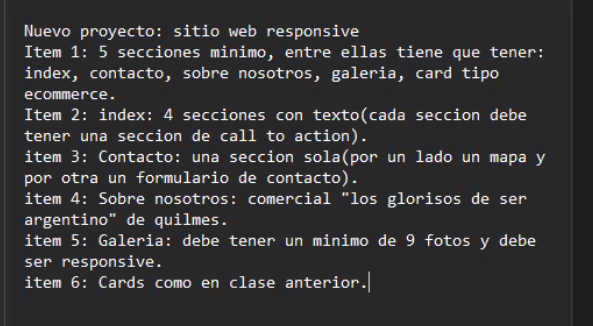 Nuevo proyecto: sitio web responsive
Item 1: 5 secciones minimo, entre ellas tiene que tener:
index, contacto, sobre nosotros, galeria, card tipo
ecommerce.
Item 2: index: 4 secciones con texto(cada seccion debe
tener una seccion de call to action).
item 3: Contacto: una seccion sola(por un lado un mapa y
por otra un formulario de contacto).
item 4: Sobre nosotros: comercial "los glorisos de ser
argentino" de quilmes.
item 5: Galeria: debe tener un minimo de 9 fotos y debe
ser responsive.
item 6: Cards como en clase anterior.